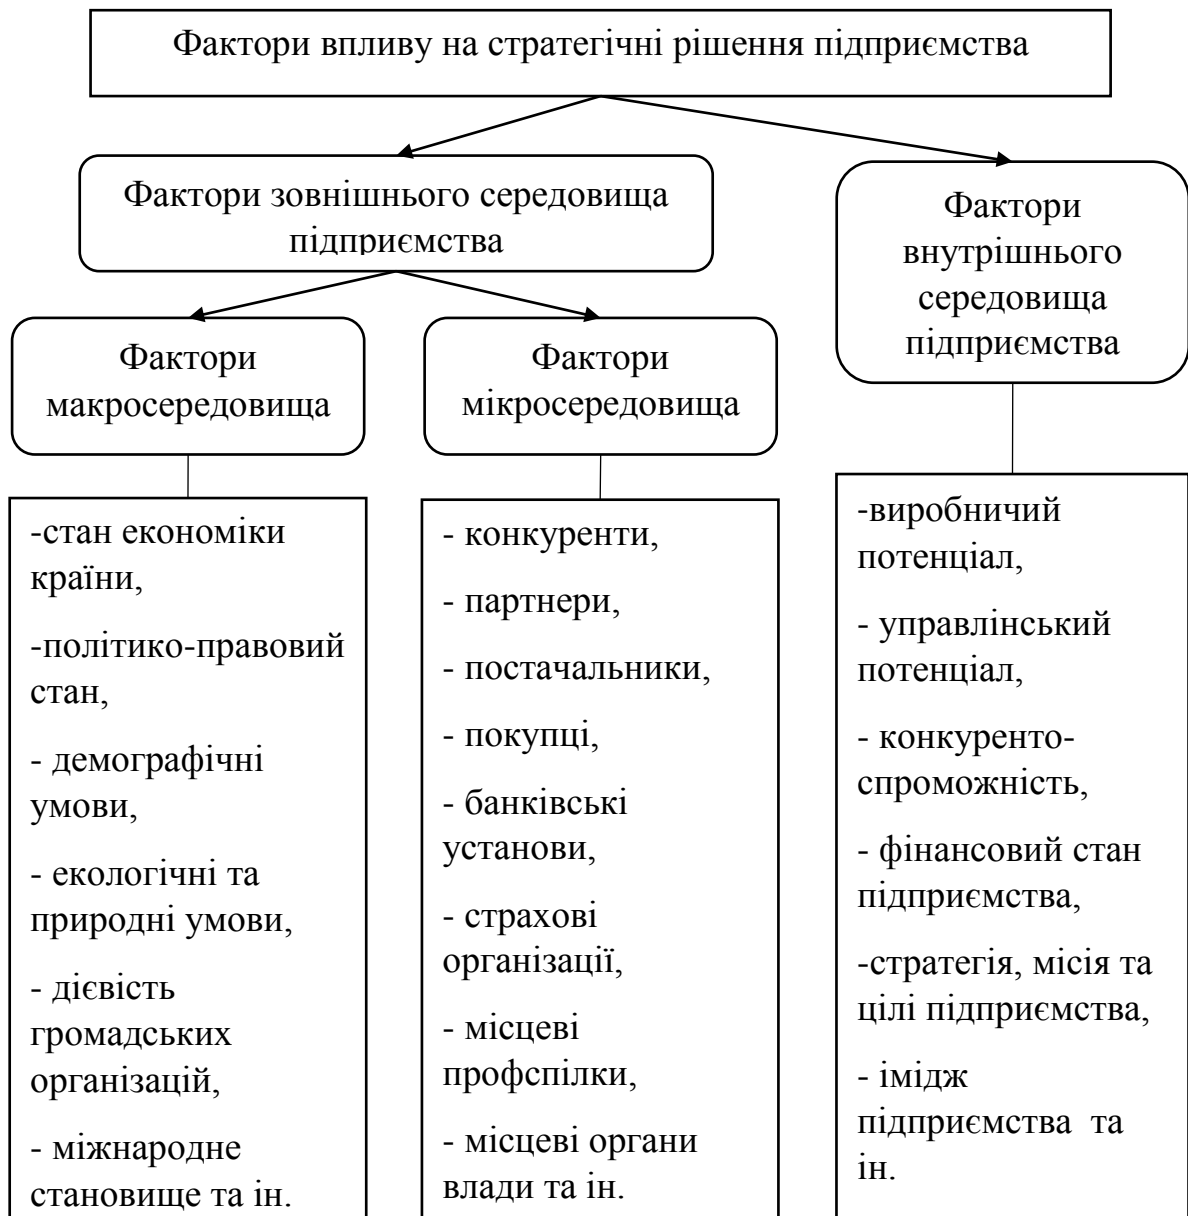 Фактори впливу на стратегічні рішення підприємства
Фактори зовнішнього середовища
підприємства
Фактори
внутрішнього
середовища
підприємства
Фактори
макросередовища
Фактори
мікросередовища
-стан економіки
країни,
-політико-правовий
стан,
- демографічні
умови,
- екологічні та
природні умови,
- дієвість
громадських
організацій,
- міжнародне
становище та ін.
- конкуренти,
- партнери,
- постачальники,
- покупці,
- банківські
установи,
- страхові
організації,
- місцеві
профспілки,
- місцеві органи
влади та ін.
-виробничий
потенціал,
- управлінський
потенціал,
- конкуренто-
спроможність,
- фінансовий стан
підприємства,
-стратегія, місія та
цілі підприємства,
- імідж
підприємства та
ін.